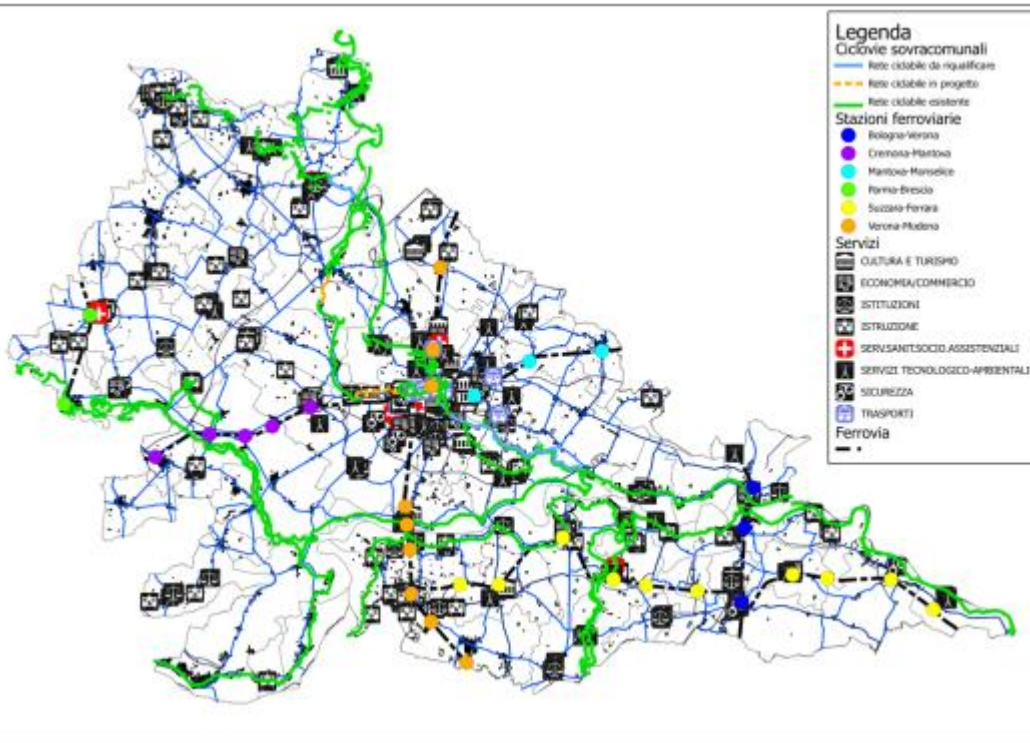 Legenda
Ciclovie sovracomunali
Rete ciclabile da riqualificare
Rete ciclabile in progetto
Rete ciclabile esistente
Stazioni ferroviarie
Bologna-Verona
Cremona-Mantova
Mantova-Monselice
Parma-Brescia
Suzzara-Ferrara
Verona-Modena
Servizi
CULTURA E TURISMO
ECONOMIA/COMMERCIO
ISTITUZIONI
ISTRUZIONE
SERV.SANIT.SOCIO.ASSISTENZIALI
SERVIZI TECNOLOGICO-AMBIENTALI
SICUREZZA
TRASPORTI
Ferrovia